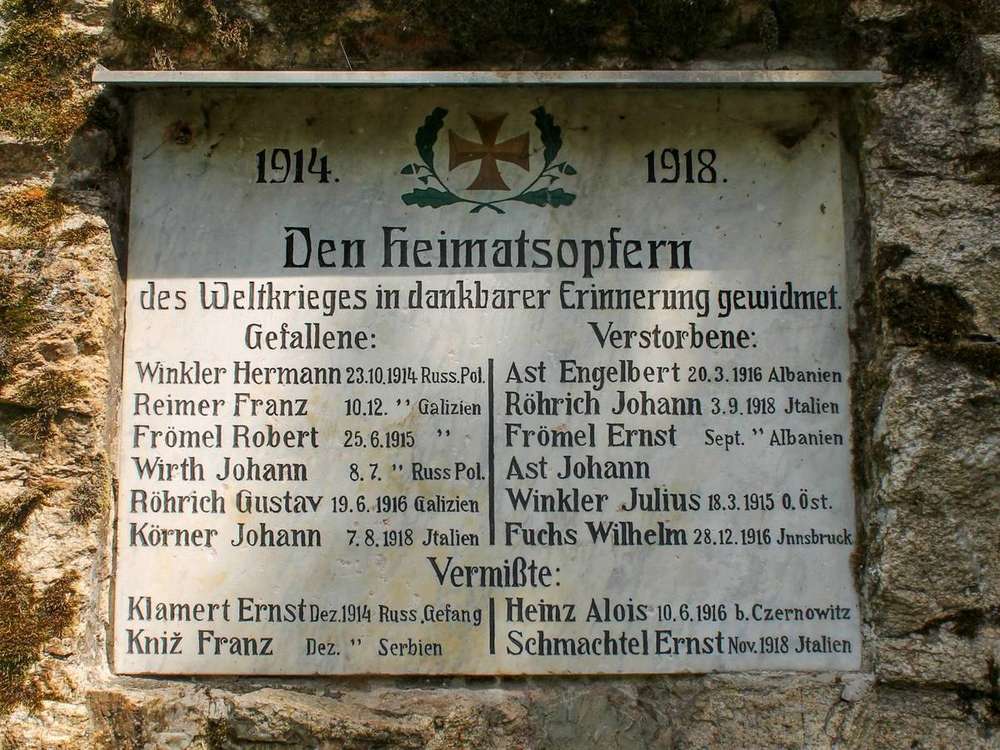 1914. 1918.
Den Heimatsopfern
des Weltkrieges in dankbarer Erinnerung gewidmet.
Gefallene:
Winkler Hermann 23.10.1914 Russ.Pol.
Reimer Franz 10.12. " Galizien
Frömel Robert 25.6.1915 "
Wirth Johann 8.7. " Russ Pol.
Röhrich Gustav 19.6.1916 Galizien
Körner Johann 7.8.1918 Jtalien
Verstorbene:
Ast Engelbert 20.3.1916 Albanien
Röhrich Johann 3.9.1918 Jtalien
Frömel Ernst Sept. " Albanien
Ast Johann
Winkler Julius 18.3.1915 O.Öst.
Fuchs Wilhelm 28.12.1916 Jnnsbruck
Vermißte:
Klamert Ernst Dez.1914 Russ.Gefang
Kniž Franz Dez. " Serbien
Heinz Alois 10.6.1916 b.Czernowitz
Schmachtel Ernst Nov.1918 Jtalien